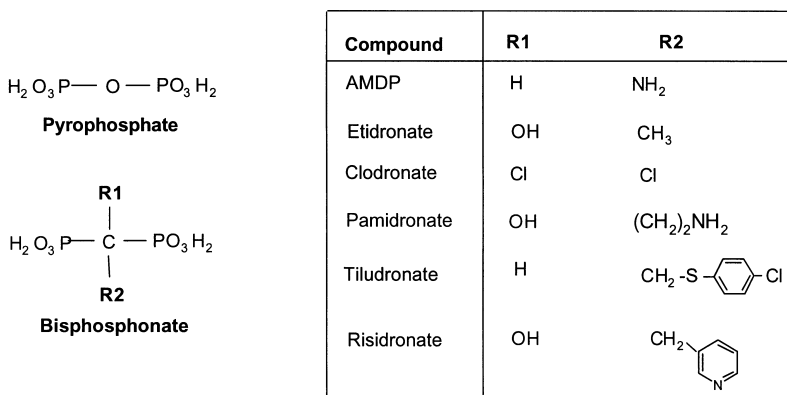 H2O3P — O — PO3H2
Pyrophosphate
R1
H2O3P — C — PO3H2
R2
Bisphosphonate
Compound R1 R2
AMDP H NH2
Etidronate OH CH3
Clodronate Cl Cl
Pamidronate OH (CH2)2NH2
Tiludronate H CH2-S Cl
Risidronate OH CH2
N